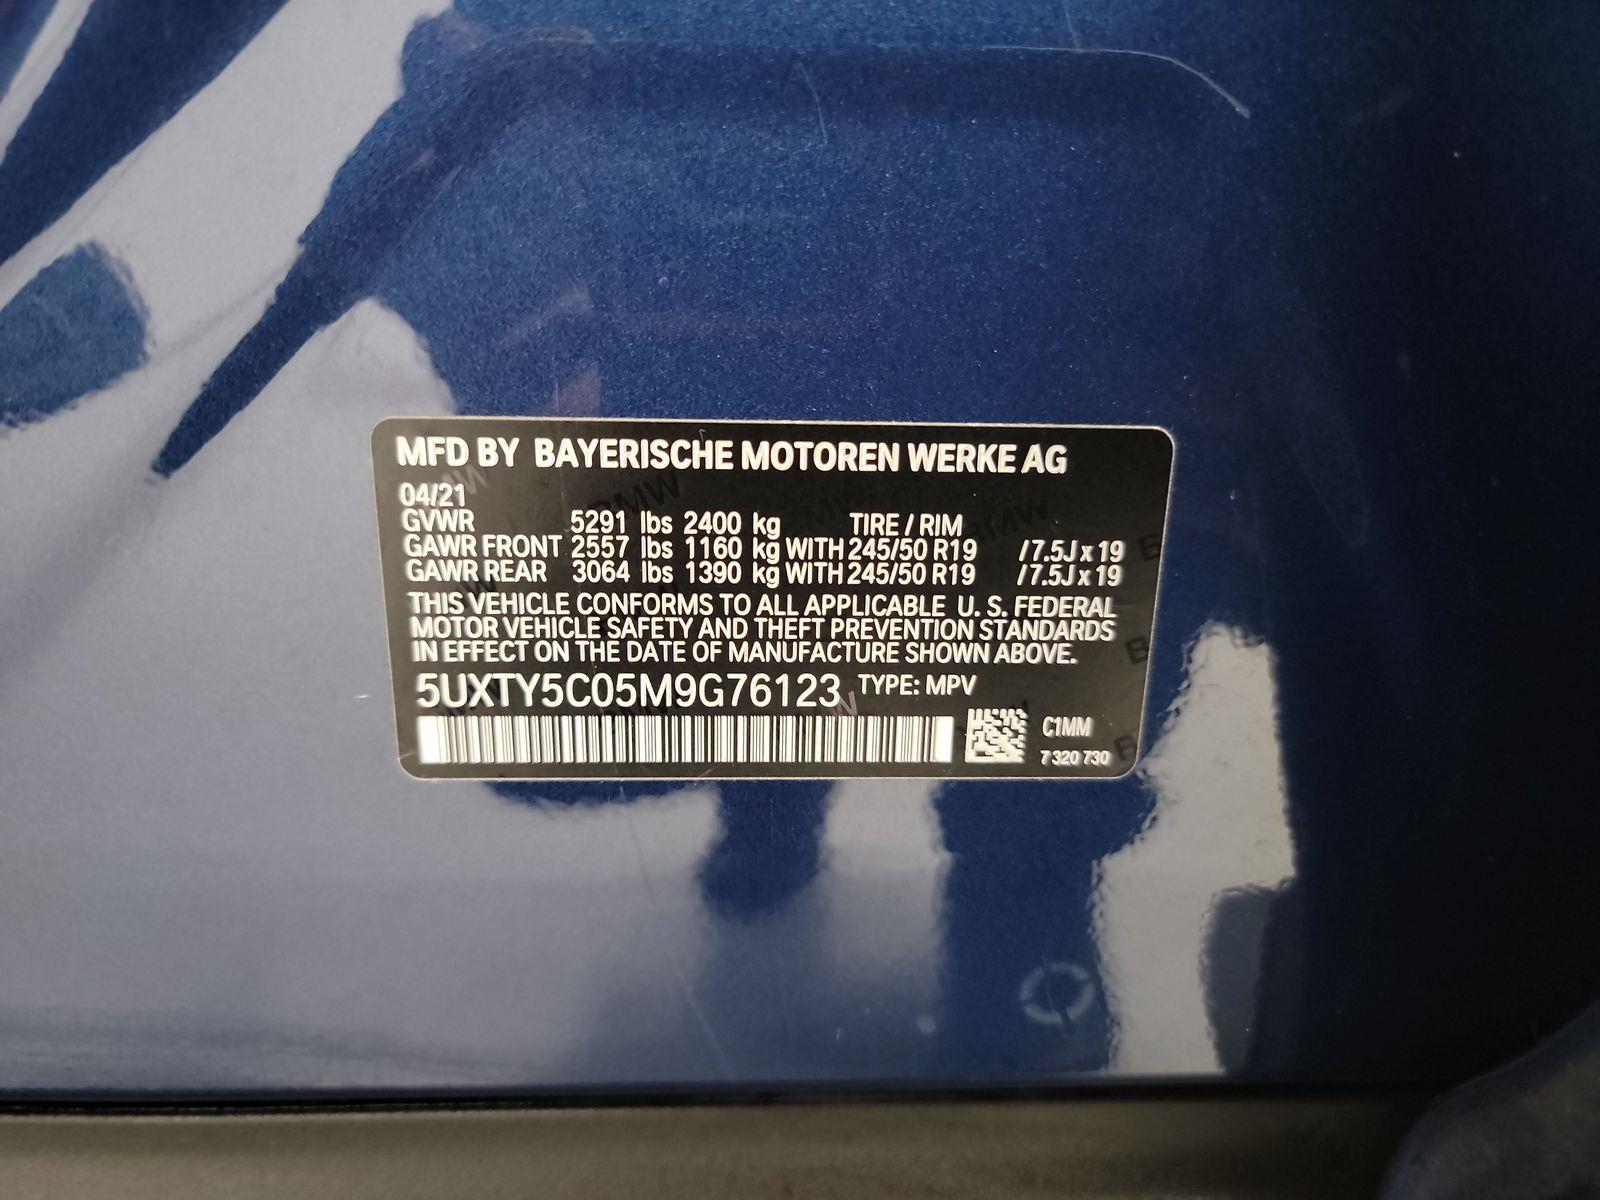 MFD BY BAYERISCHE MOTOREN WERKE AG
04/21
GVWR 5291 lbs 2400 kg TIRE / RIM
GAWR FRONT 2557 lbs 1160 kg WITH 245/50 R19 / 7.5J x 19
GAWR REAR 3064 lbs 1390 kg WITH 245/50 R19 / 7.5J x 19
THIS VEHICLE CONFORMS TO ALL APPLICABLE U. S. FEDERAL
MOTOR VEHICLE SAFETY AND THEFT PREVENTION STANDARDS
IN EFFECT ON THE DATE OF MANUFACTURE SHOWN ABOVE.
5UXTY5C05M9G76123 TYPE: MPV
C1MM
7 320 730